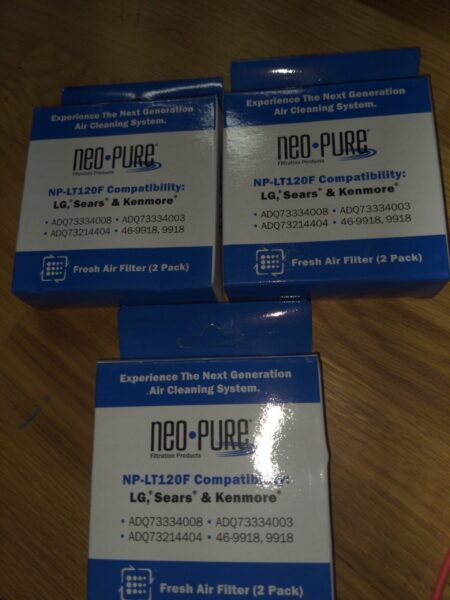 Experience The Next Generation
Air Cleaning System.
neo•PURE®
Filtration Products
NP-LT120F Compatibility:
LG,® Sears® & Kenmore®
• ADQ73334008 • ADQ73334003
• ADQ73214404 • 46-9918, 9918
Fresh Air Filter (2 Pack)
Experience The Next Generation
Air Cleaning System.
neo•PURE®
Filtration Products
NP-LT120F Compatibility:
LG,® Sears® & Kenmore®
• ADQ73334008 • ADQ73334003
• ADQ73214404 • 46-9918, 9918
Fresh Air Filter (2 Pack)
Experience The Next Generation
Air Cleaning System.
neo•PURE®
Filtration Products
NP-LT120F Compatibility:
LG,® Sears® & Kenmore®
• ADQ73334008 • ADQ73334003
• ADQ73214404 • 46-9918, 9918
Fresh Air Filter (2 Pack)